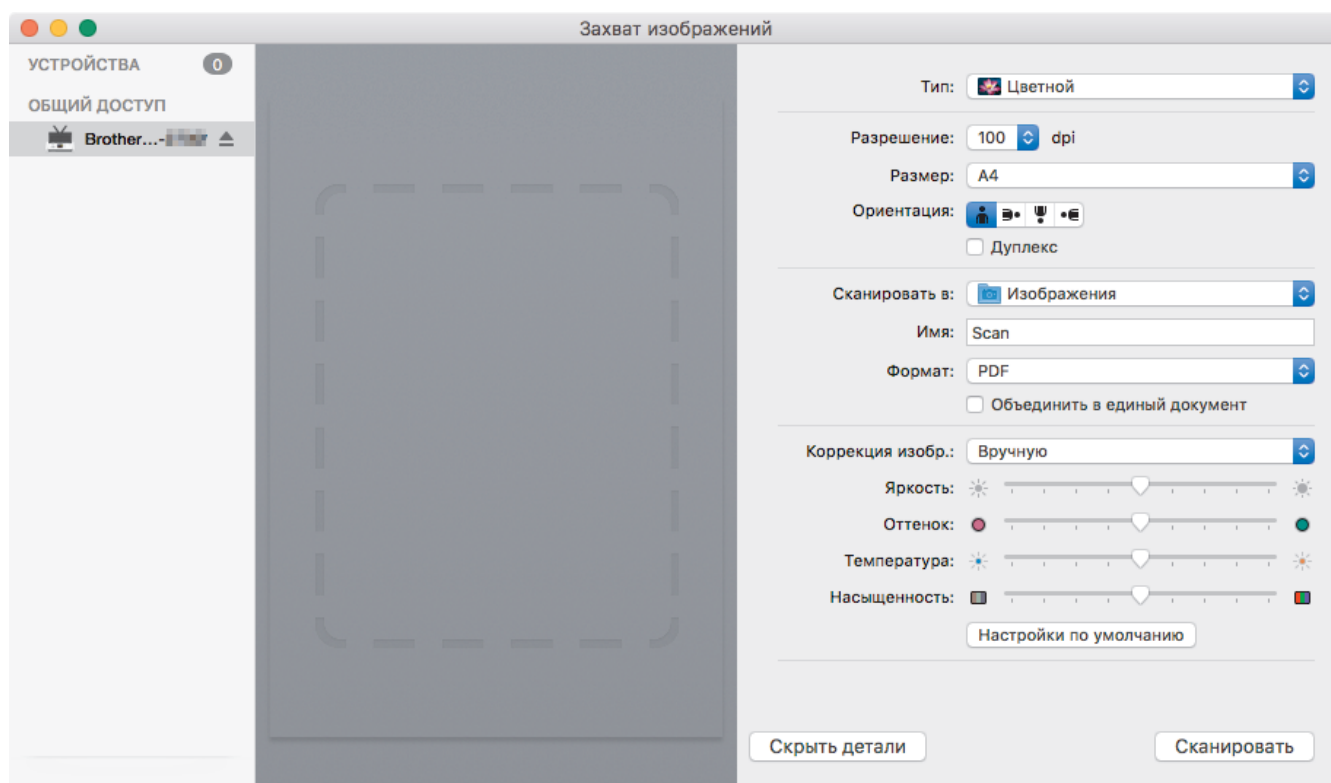 Захват изображений
УСТРОЙСТВА 0
ОБЩИЙ ДОСТУП
Brother...-
Тип: Цветной
Разрешение: 100 dpi
Размер: A4
Ориентация:
Дуплекс
Сканировать в: Изображения
Имя: Scan
Формат: PDF
Объединить в единый документ
Коррекция изобр.: Вручную
Яркость:
Оттенок:
Температура:
Насыщенность:
Настройки по умолчанию
Скрыть детали Сканировать